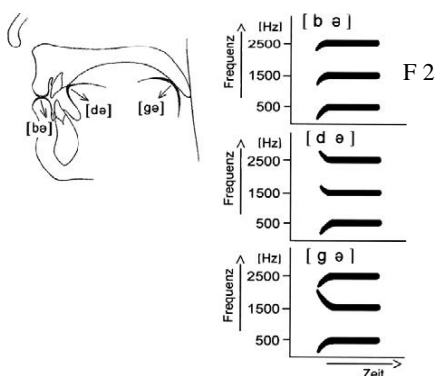 [bə]
[də]
[gə]
[Hz] [b ə]
2500
1500
500
Frequenz
F 2
[Hz] [d ə]
2500
1500
500
Frequenz
[Hz] [g ə]
2500
1500
500
Frequenz
Zeit